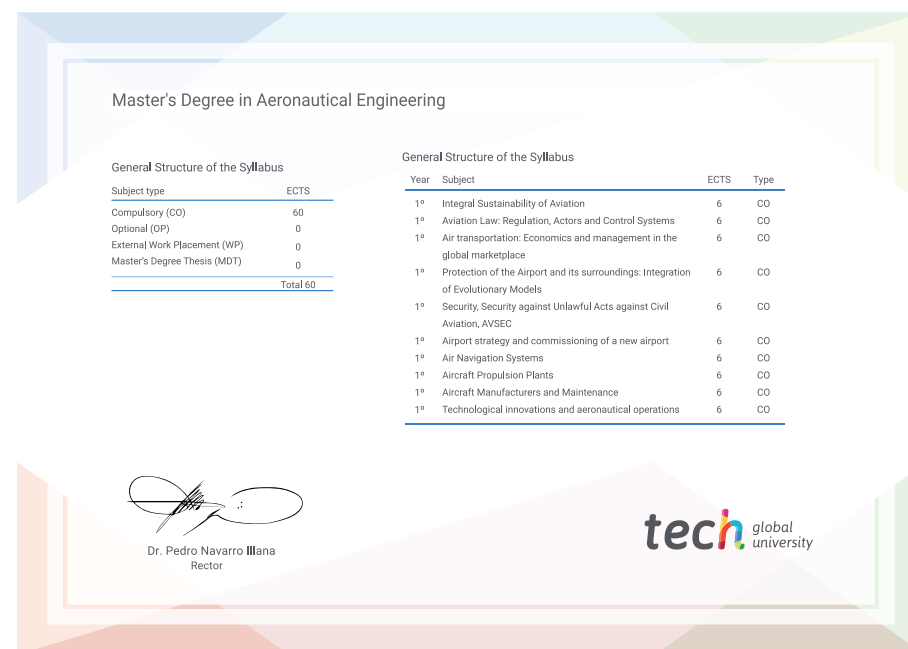 Master's Degree in Aeronautical Engineering
General Structure of the Syllabus
Subject type ECTS
Compulsory (CO) 60
Optional (OP) 0
External Work Placement (WP) 0
Master's Degree Thesis (MDT) 0
Total 60
General Structure of the Syllabus
Year Subject ECTS Type
1º Integral Sustainability of Aviation 6 CO
1º Aviation Law: Regulation, Actors and Control Systems 6 CO
1º Air transportation: Economics and management in the 6 CO
global marketplace
1º Protection of the Airport and its surroundings: Integration 6 CO
of Evolutionary Models
1º Security, Security against Unlawful Acts against Civil 6 CO
Aviation, AVSEC
1º Airport strategy and commissioning of a new airport 6 CO
1º Air Navigation Systems 6 CO
1º Aircraft Propulsion Plants 6 CO
1º Aircraft Manufacturers and Maintenance 6 CO
1º Technological innovations and aeronautical operations 6 CO
Dr. Pedro Navarro Illana
Rector
tech global
university